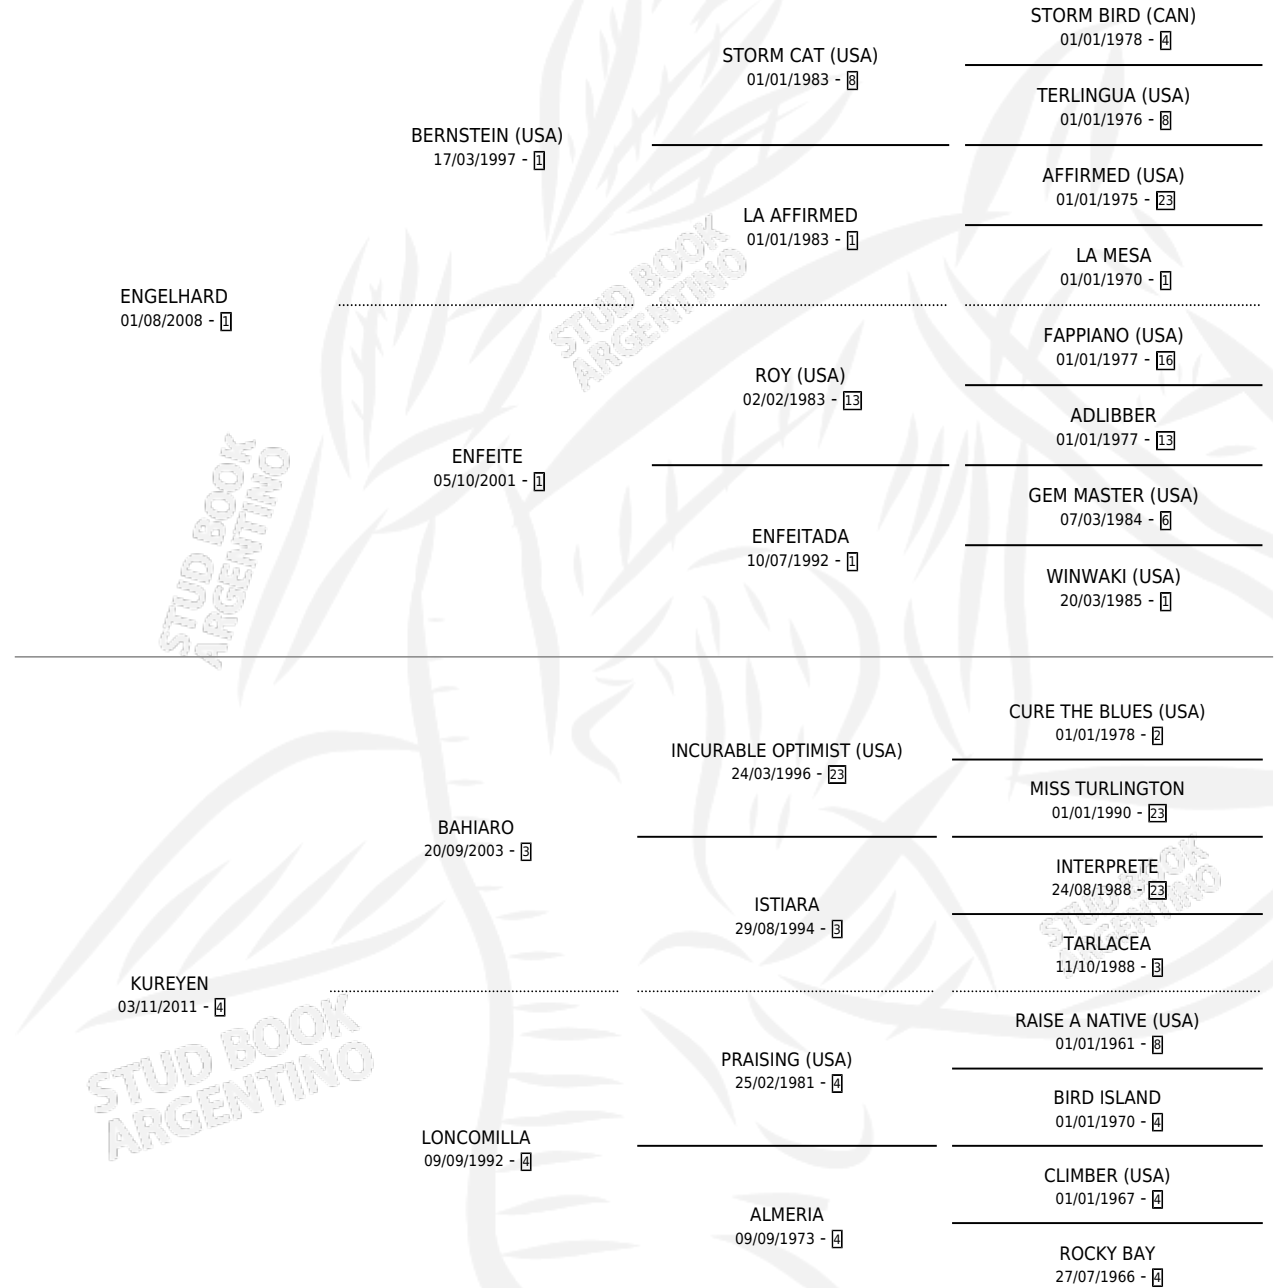 STORM BIRD (CAN)
01/01/1978 - 4
STORM CAT (USA)
01/01/1983 - 8
TERLINGUA (USA)
01/01/1976 - 8
BERNSTEIN (USA)
17/03/1997 - 1
AFFIRMED (USA)
01/01/1975 - 23
LA AFFIRMED
01/01/1983 - 1
LA MESA
01/01/1970 - 1
ENGELHARD
01/08/2008 - 1
FAPPIANO (USA)
01/01/1977 - 16
ROY (USA)
02/02/1983 - 13
ADLIBBER
01/01/1977 - 13
ENFEITE
05/10/2001 - 1
GEM MASTER (USA)
07/03/1984 - 6
ENFEITADA
10/07/1992 - 1
WINWAKI (USA)
20/03/1985 - 1
CURE THE BLUES (USA)
01/01/1978 - 2
INCURABLE OPTIMIST (USA)
24/03/1996 - 23
MISS TURLINGTON
01/01/1990 - 23
BAHIARO
20/09/2003 - 3
INTERPRETE
24/08/1988 - 23
ISTIARA
29/08/1994 - 3
TARLACEA
11/10/1988 - 3
KUREYEN
03/11/2011 - 4
RAISE A NATIVE (USA)
01/01/1961 - 8
PRAISING (USA)
25/02/1981 - 4
BIRD ISLAND
01/01/1970 - 4
LONCOMILLA
09/09/1992 - 4
CLIMBER (USA)
01/01/1967 - 4
ALMERIA
09/09/1973 - 4
ROCKY BAY
27/07/1966 - 4
STUD BOOK
ARGENTINO
STUD BOOK
ARGENTINO
STUD BOOK
ARGENTINO
STUD BOOK
ARGENTINO